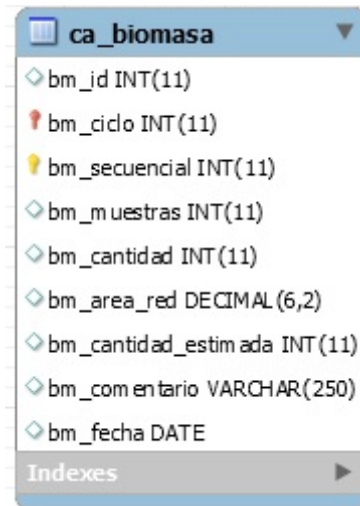 ca_biomasa
bm_id INT(11)
bm_ciclo INT(11)
bm_secuencial INT(11)
bm_muestras INT(11)
bm_cantidad INT(11)
bm_area_red DECIMAL(6,2)
bm_cantidad_estimada INT(11)
bm_comentario VARCHAR(250)
bm_fecha DATE
Indexes